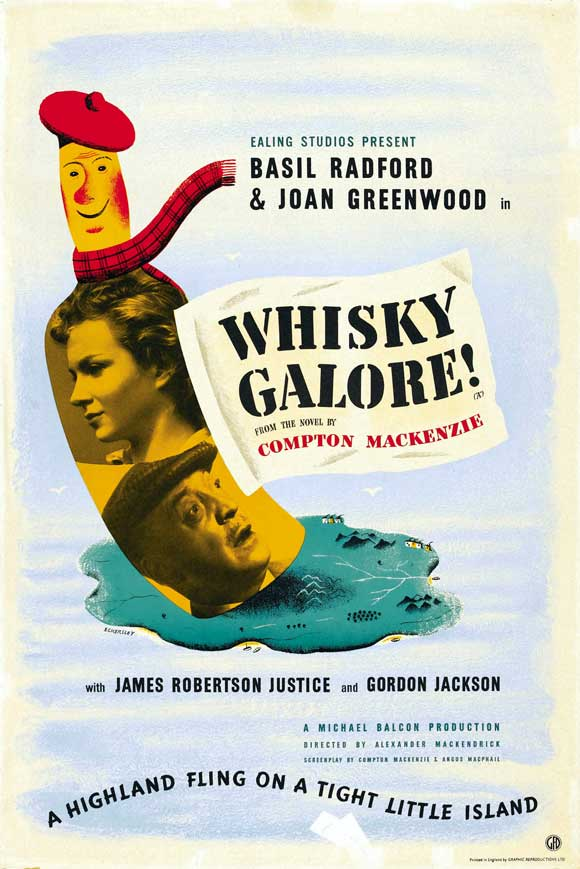 EALING STUDIOS PRESENT
BASIL RADFORD
& JOAN GREENWOOD in
WHISKY
GALORE!
(A)
FROM THE NOVEL BY
COMPTON MACKENZIE
ECKERSLEY
with JAMES ROBERTSON JUSTICE and GORDON JACKSON
A MICHAEL BALCON PRODUCTION
DIRECTED BY ALEXANDER MACKENDRICK
SCREENPLAY BY COMPTON MACKENZIE & ANGUS MACPHAIL
A HIGHLAND FLING ON A TIGHT LITTLE ISLAND
GFD
Printed in England by GRAPHIC REPRODUCTIONS LTD